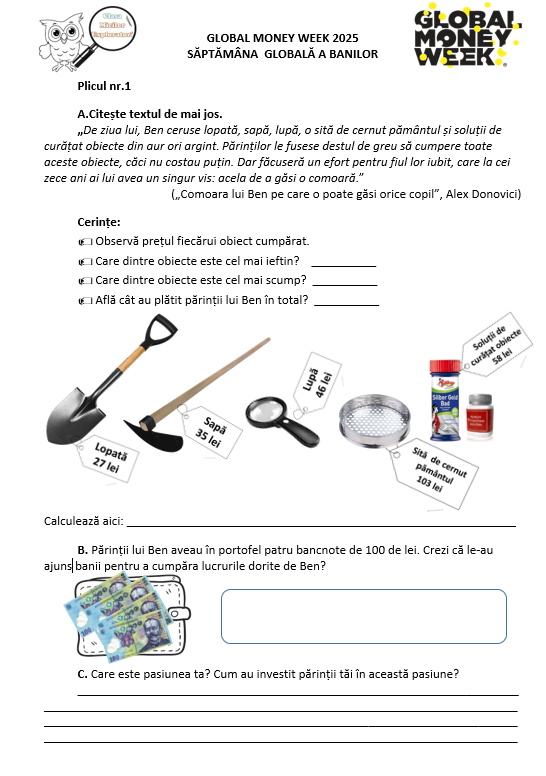 Clasa
Micilor
Exploratori
GLOBAL MONEY WEEK 2025
SĂPTĂMÂNA GLOBALĂ A BANILOR
GLOBAL
MONEY
WEEK
Plicul nr.1
A.Citește textul de mai jos.
„De ziua lui, Ben ceruse lopată, sapă, lupă, o sită de cernut pământul și soluții de
curățat obiecte din aur ori argint. Părinților le fusese destul de greu să cumpere toate
aceste obiecte, căci nu costau puțin. Dar făcuseră un efort pentru fiul lor iubit, care la cei
zece ani ai lui avea un singur vis: acela de a găsi o comoară.”
(„Comoara lui Ben pe care o poate găsi orice copil”, Alex Donovici)
Cerințe:
Observă prețul fiecărui obiect cumpărat.
Care dintre obiecte este cel mai ieftin? ___________
Care dintre obiecte este cel mai scump? ___________
Află cât au plătit părinții lui Ben în total? ___________
Lopată
27 lei
Sapă
35 lei
Lupă
46 lei
Sită de cernut
pământul
103 lei
Soluții de
curățat obiecte
58 lei
Silber Gold
Bad
Calculează aici: ___________
B. Părinții lui Ben aveau în portofel patru bancnote de 100 de lei. Crezi că le-au
ajuns banii pentru a cumpăra lucrurile dorite de Ben?
100
C. Care este pasiunea ta? Cum au investit părinții tăi în această pasiune?